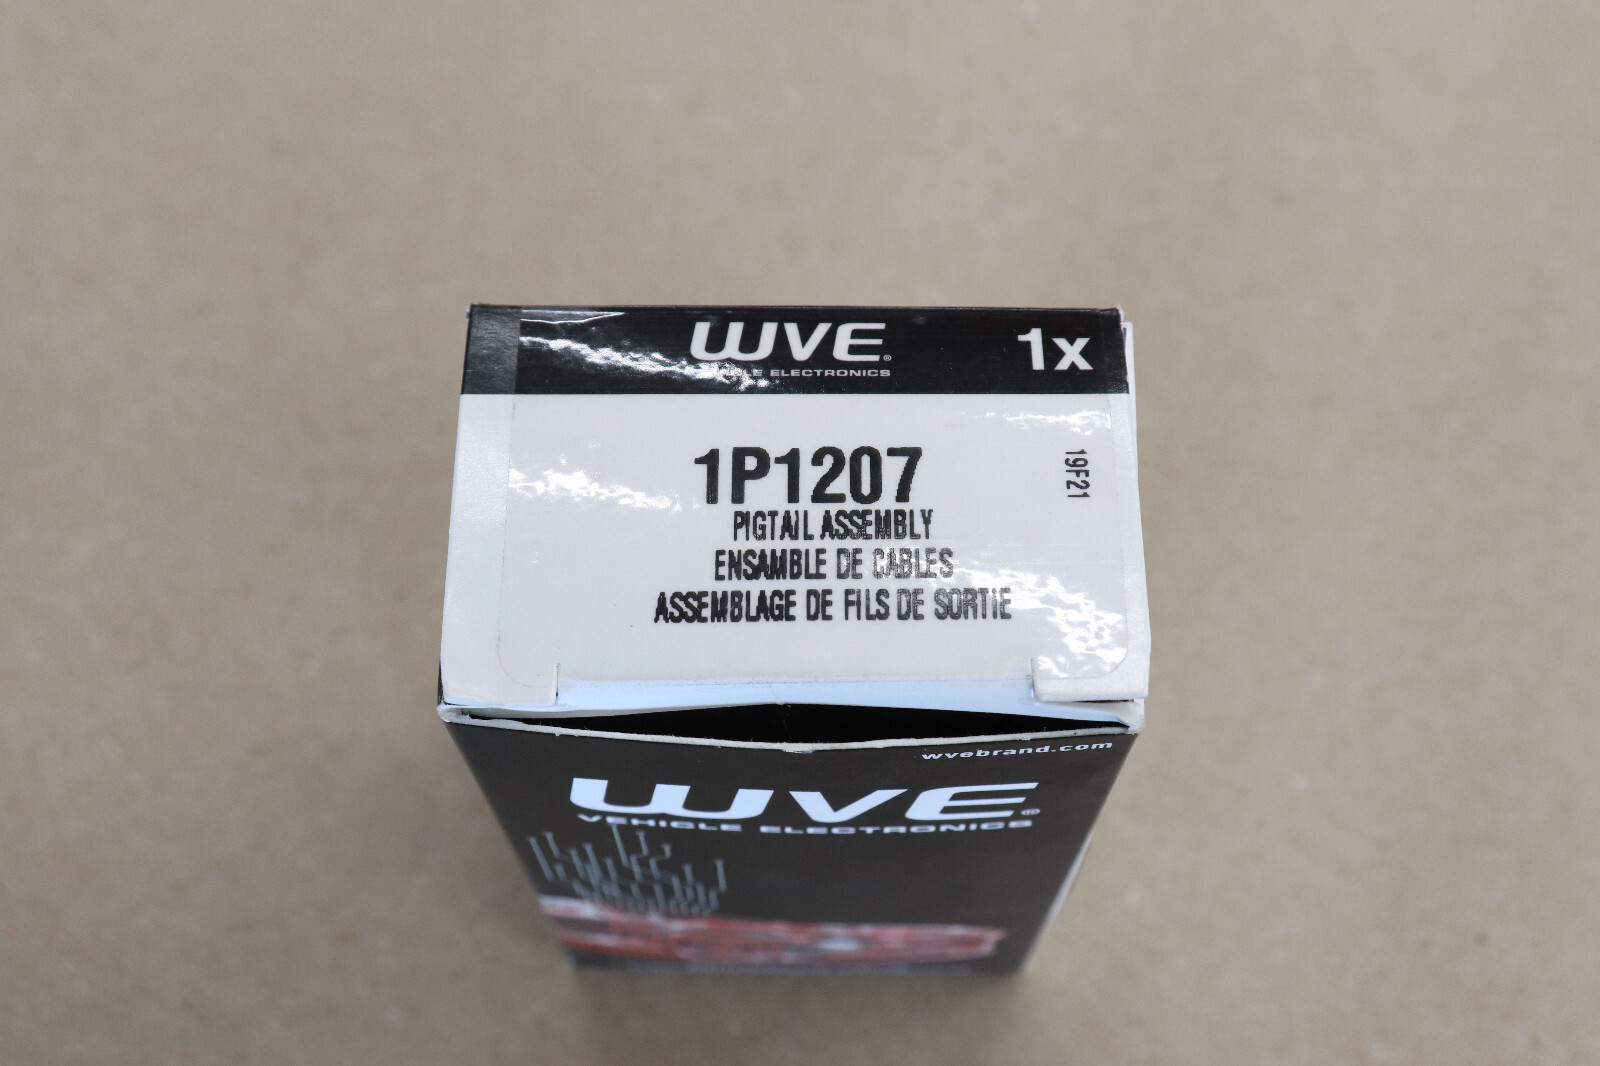 WVE®
ELECTRONICS
1x
1P1207
19F21
PIGTAIL ASSEMBLY
ENSAMBLE DE CABLES
ASSEMBLAGE DE FILS DE SORTIE
wvebrand.com
WVE®
VEHICLE ELECTRONICS